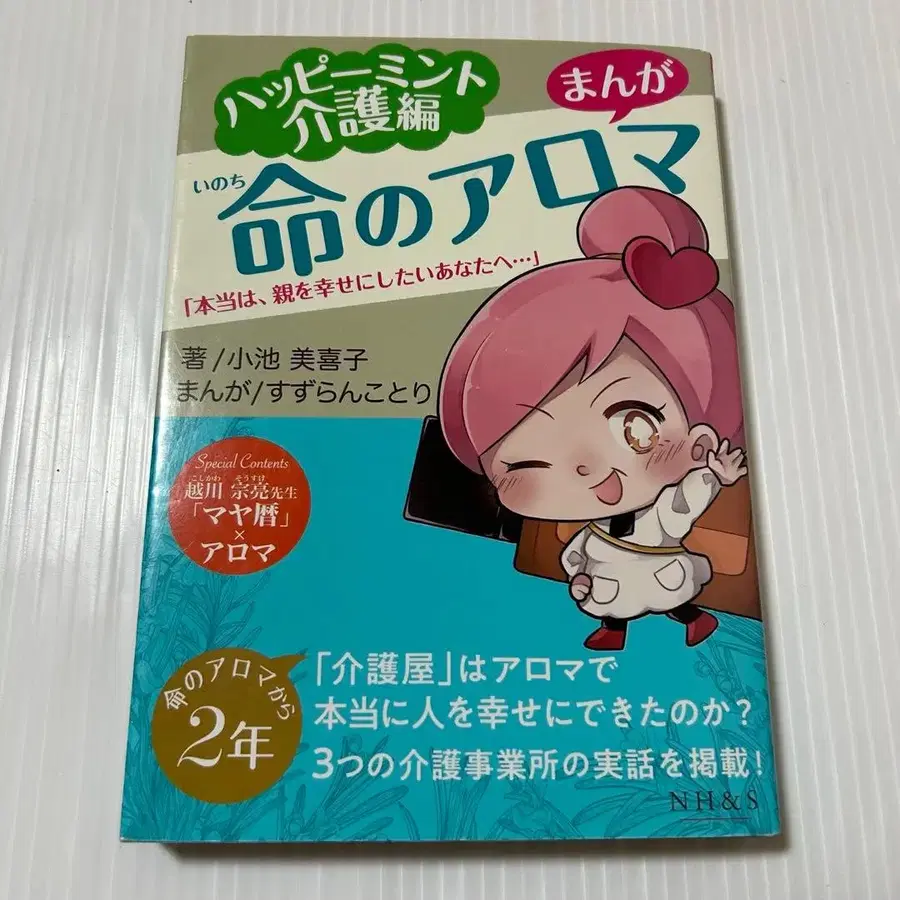 ハッピーミント
介護編
まんが
いのち
命のアロマ
「本当は、親を幸せにしたいあなたへ…」
著/小池 美喜子
まんが/すずらんことり
Special Contents
こしかわ そうすけ
越川 宗亮先生
「マヤ暦」
×
アロマ
命のアロマから
2年
「介護屋」はアロマで
本当に人を幸せにできたのか?
3つの介護事業所の実話を掲載!
NH&S